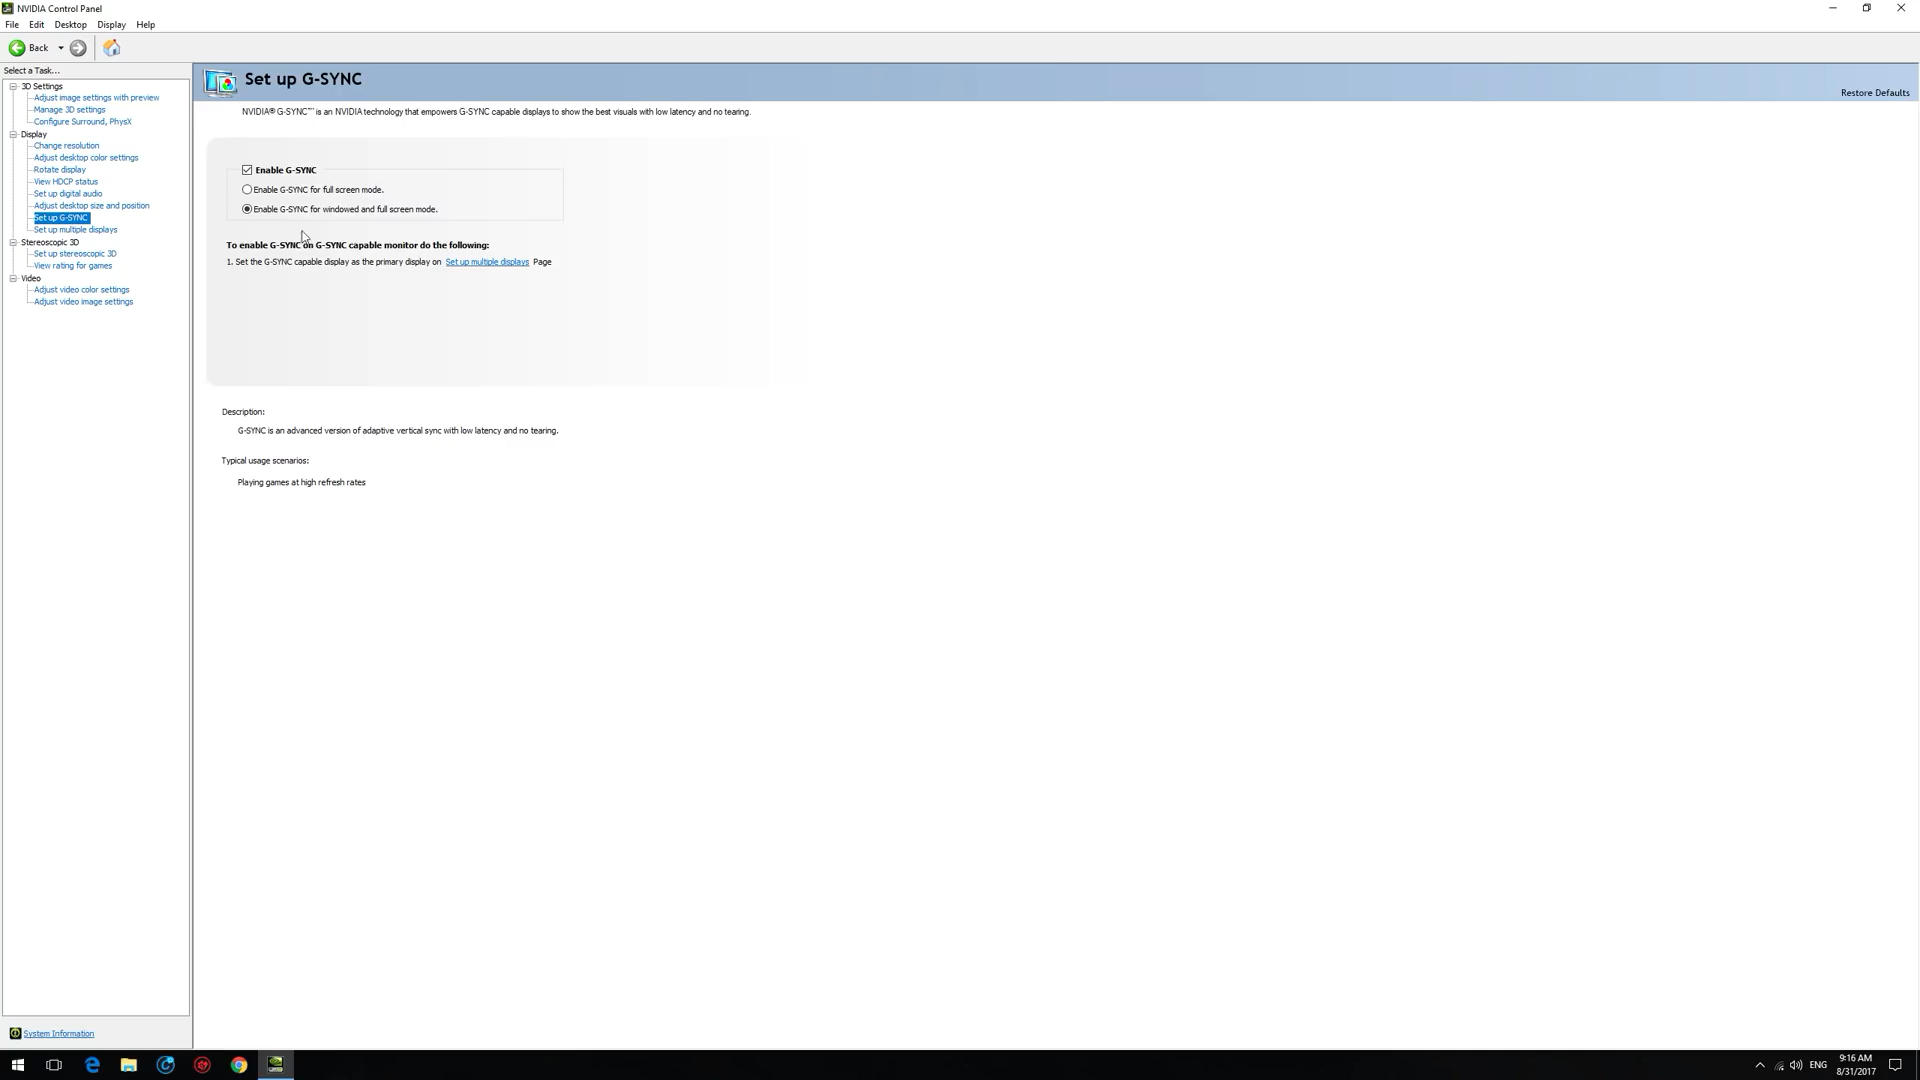 NVIDIA Control Panel
File Edit Desktop Display Help
Back
Select a Task...
3D Settings
Adjust image settings with preview
Manage 3D settings
Configure Surround, PhysX
Display
Change resolution
Adjust desktop color settings
Rotate display
View HDCP status
Set up digital audio
Adjust desktop size and position
Set up G-SYNC
Set up multiple displays
Stereoscopic 3D
Set up stereoscopic 3D
View rating for games
Video
Adjust video color settings
Adjust video image settings
System Information
Set up G-SYNC
Restore Defaults
NVIDIA® G-SYNC™ is an NVIDIA technology that empowers G-SYNC capable displays to show the best visuals with low latency and no tearing.
Enable G-SYNC
Enable G-SYNC for full screen mode.
Enable G-SYNC for windowed and full screen mode.
To enable G-SYNC on G-SYNC capable monitor do the following:
1. Set the G-SYNC capable display as the primary display on Set up multiple displays Page
Description:
G-SYNC is an advanced version of adaptive vertical sync with low latency and no tearing.
Typical usage scenarios:
Playing games at high refresh rates
ENG
9:16 AM
8/31/2017